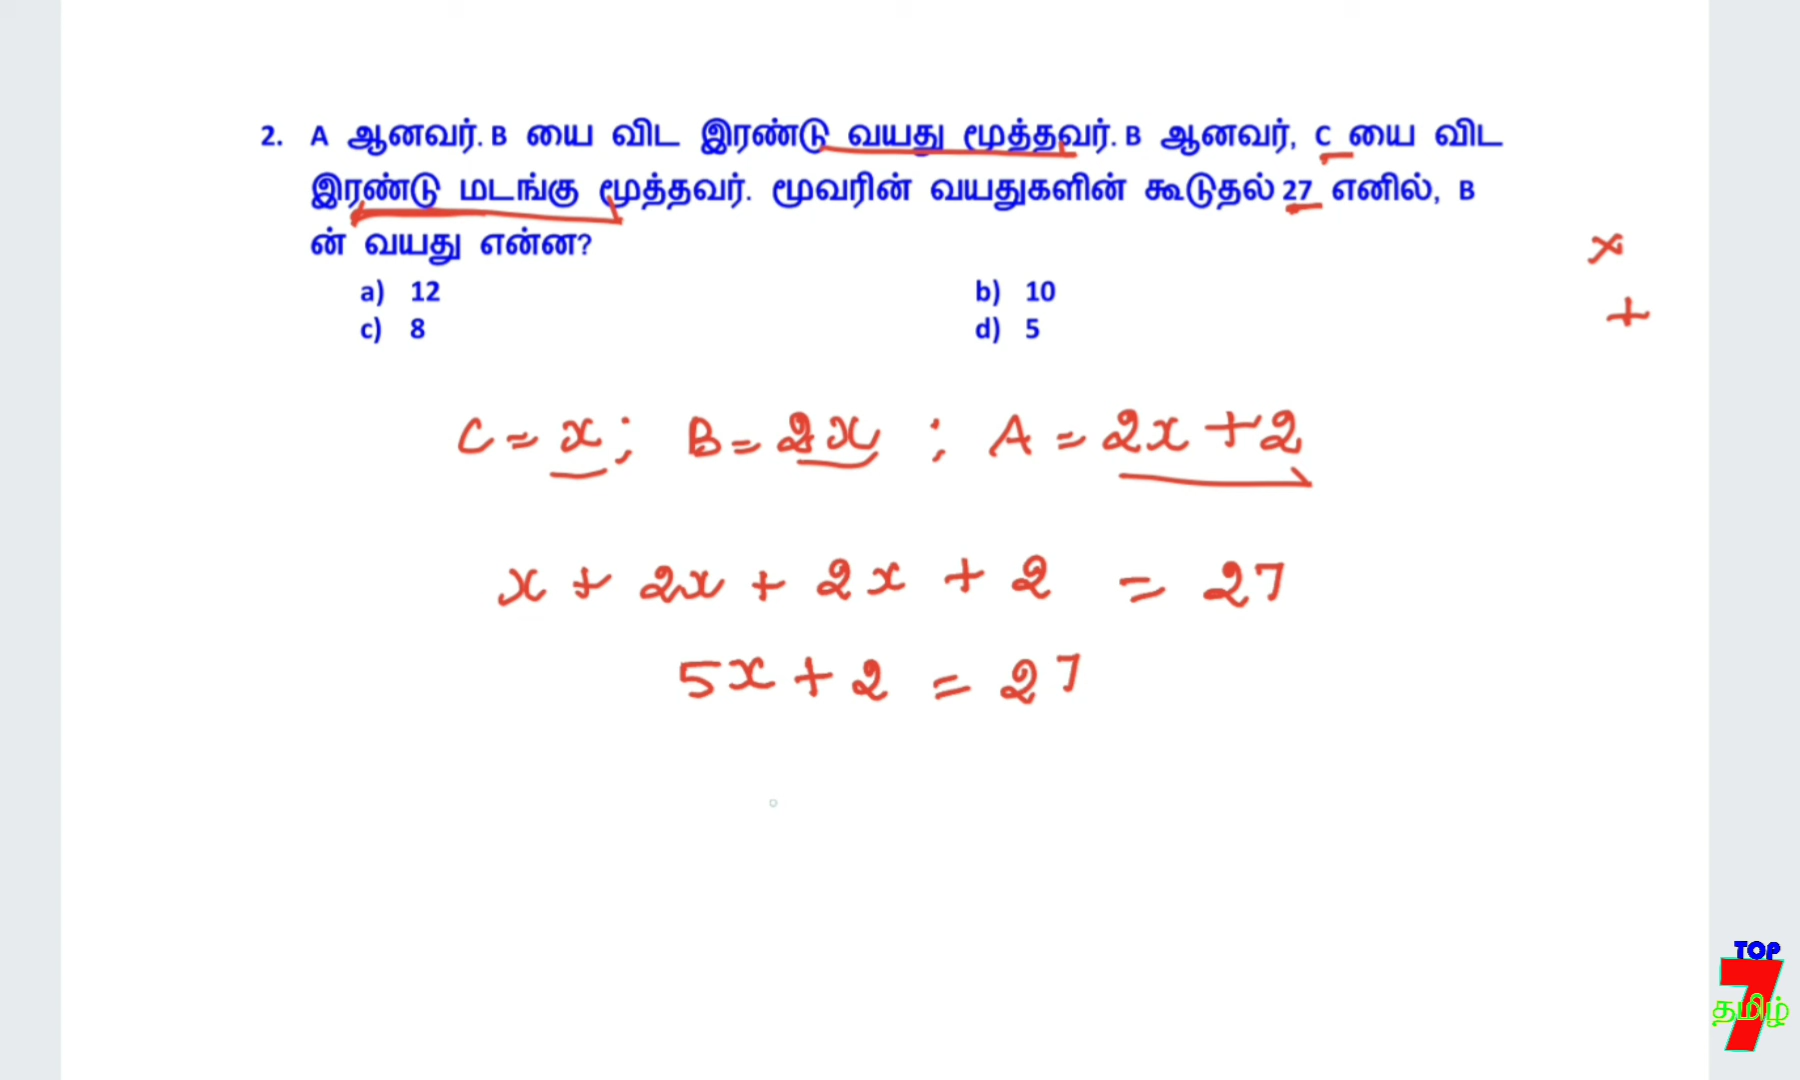 2. A ஆனவர். B யை விட இரண்டு வயது மூத்தவர். B ஆனவர், C யை விட
இரண்டு மடங்கு மூத்தவர். மூவரின் வயதுகளின் கூடுதல் 27 எனில், B
ன் வயது என்ன?
a) 12 b) 10
c) 8 d) 5
×
+
C = x ; B = 2x ; A = 2x + 2
x + 2x + 2x + 2 = 27
5x + 2 = 27
TOP
7
தமிழ்